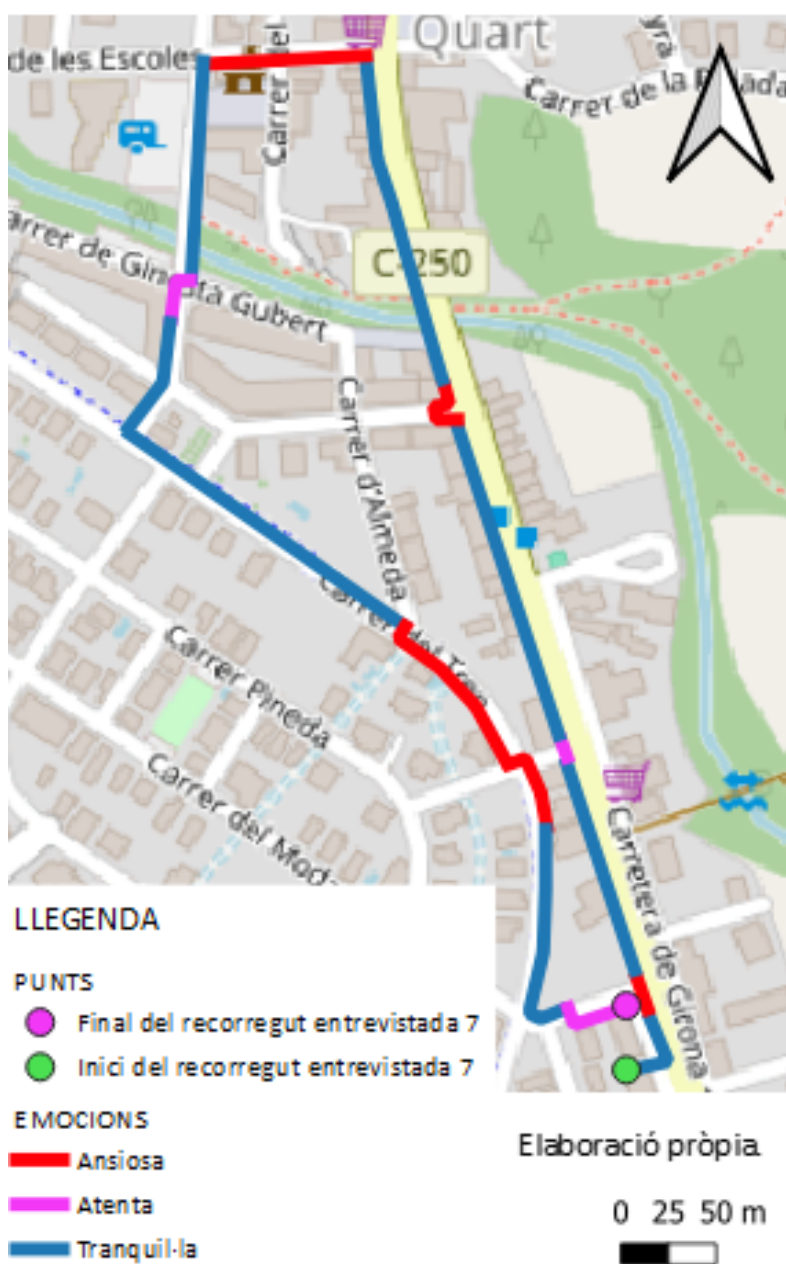 Quart
de les Escoles
Carrer del
Carrer de la
C-250
Carrer de Gin
Gubert
Carrer d'Almeda
Carrer del Tren
Carrer Pineda
Carrer del
Carretera de Girona
LLEGENDA
PUNTS
Final del recorregut entrevistada 7
Inici del recorregut entrevistada 7
EMOCIONS
Ansiosa
Atenta
Tranquil·la
Elaboració pròpia.
0 25 50 m